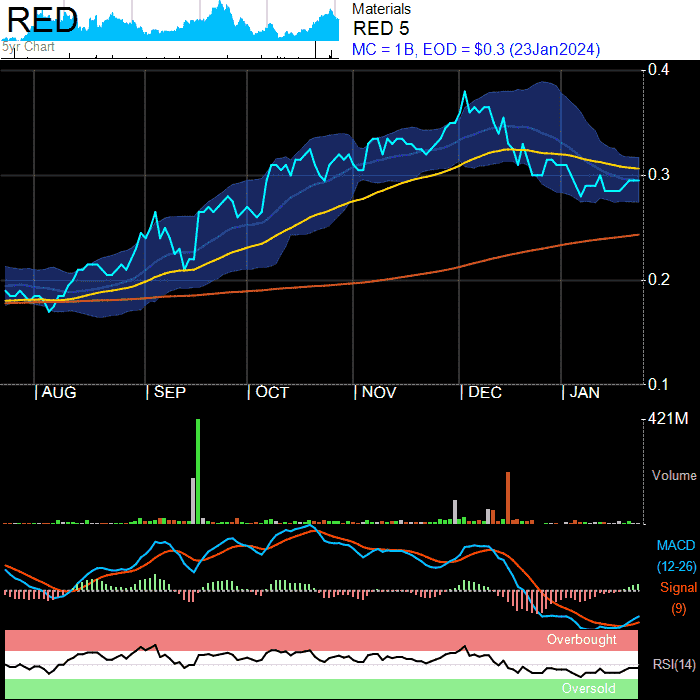 RED
5yr Chart
Materials
RED 5
MC = 1B, EOD = $0.3 (23Jan2024)
0.4
0.3
0.2
0.1
AUG
SEP
OCT
NOV
DEC
JAN
421M
Volume
MACD
(12-26)
Signal
(9)
Overbought
RSI(14)
Oversold